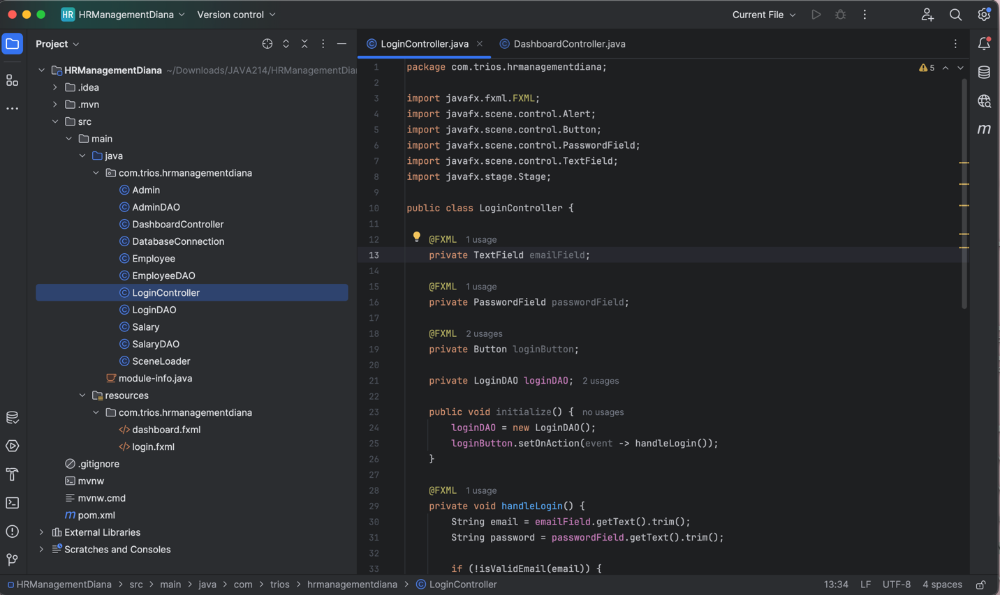 HR HRManagementDiana Version control Current File
Project
LoginController.java DashboardController.java
HRManagementDiana ~/Downloads/JAVA214/HRManagementDia
.idea
.mvn
src
main
java
com.trios.hrmanagementdiana
Admin
AdminDAO
DashboardController
DatabaseConnection
Employee
EmployeeDAO
LoginController
LoginDAO
Salary
SalaryDAO
SceneLoader
module-info.java
resources
com.trios.hrmanagementdiana
dashboard.fxml
login.fxml
.gitignore
mvnw
mvnw.cmd
m pom.xml
External Libraries
Scratches and Consoles
1 package com.trios.hrmanagementdiana;
5
2
3 import javafx.fxml.FXML;
4 import javafx.scene.control.Alert;
5 import javafx.scene.control.Button;
6 import javafx.scene.control.PasswordField;
7 import javafx.scene.control.TextField;
8 import javafx.stage.Stage;
9
10 public class LoginController {
11
12 @FXML 1 usage
13 private TextField emailField;
14
15 @FXML 1 usage
16 private PasswordField passwordField;
17
18 @FXML 2 usages
19 private Button loginButton;
20
21 private LoginDAO loginDAO; 2 usages
22
23 public void initialize() { no usages
24 loginDAO = new LoginDAO();
25 loginButton.setOnAction(event -> handleLogin());
26 }
27
28 @FXML 1 usage
29 private void handleLogin() {
30 String email = emailField.getText().trim();
31 String password = passwordField.getText().trim();
32
33 if (!isValidEmail(email)) {
m
HRManagementDiana > src > main > java > com > trios > hrmanagementdiana > LoginController
13:34 LF UTF-8 4 spaces